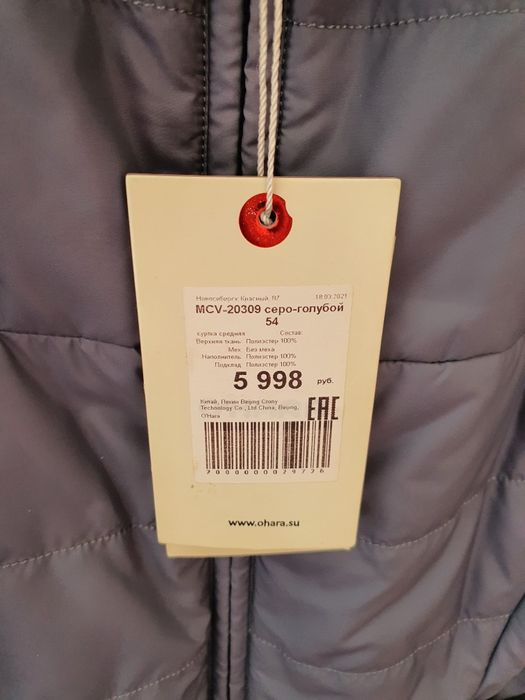 Новосибирск Красный, 87 18.03.2021
MCV-20309 серо-голубой
54
куртка средняя Состав:
Верхняя ткань: Полиэстер 100%
Мех: Без меха
Наполнитель: Полиэстер 100%
Подклад: Полиэстер 100%
5 998 руб.
Китай, Пекин Beijing Crony
Technology Co., Ltd.China, Beijing,
O'Hara
EAC
www.ohara.su